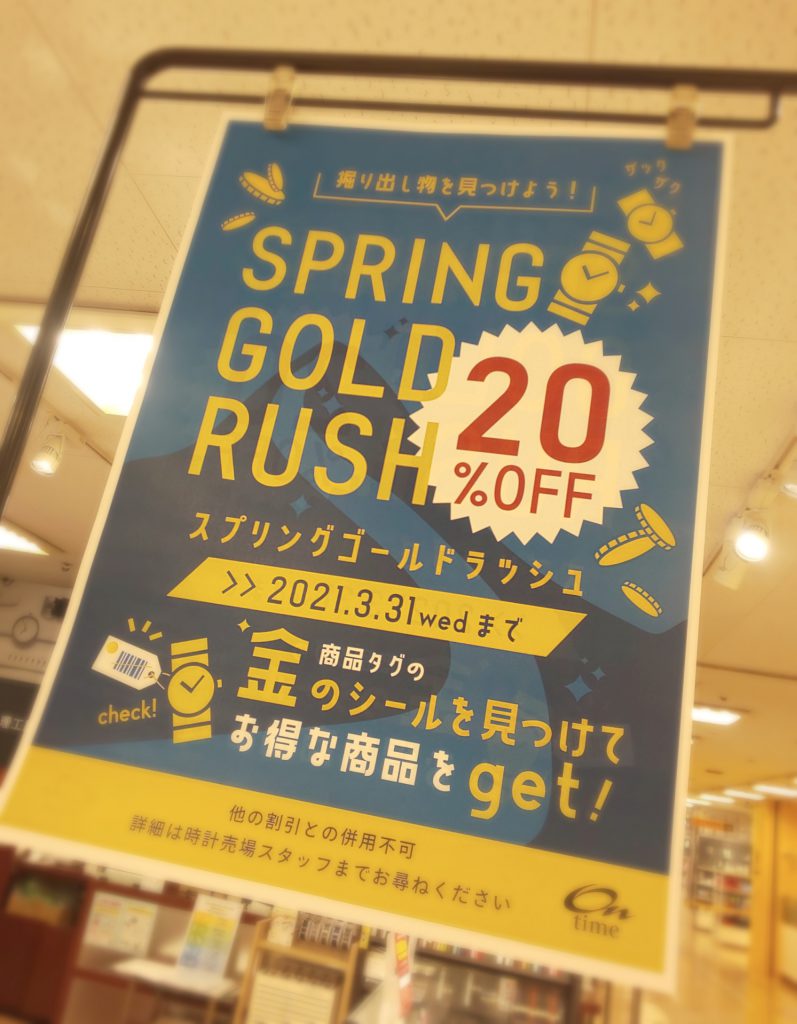 掘り出し物を見つけよう!
ザック
ザク
SPRING
GOLD
RUSH
20
%OFF
スプリングゴールドラッシュ
>> 2021.3.31wedまで
check!
商品タグの
金のシールを見つけて
お得な商品をget!
他の割引との併用不可
詳細は時計売場スタッフまでお尋ねください
On
time